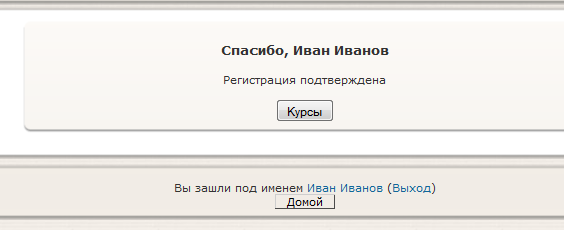 Спасибо, Иван Иванов
Регистрация подтверждена
Курсы
Вы зашли под именем Иван Иванов (Выход)
Домой